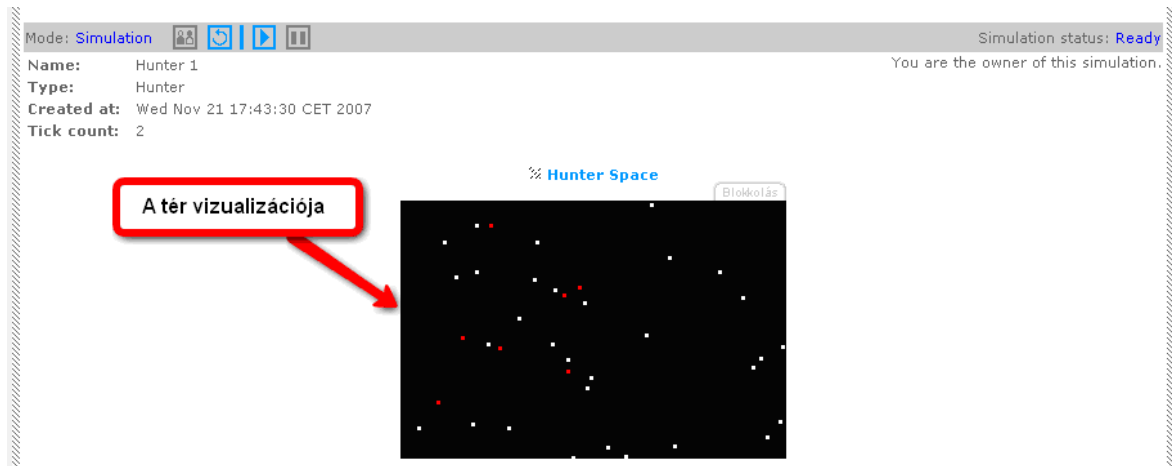 Mode: Simulation
Simulation status: Ready
Name: Hunter 1
You are the owner of this simulation.
Type: Hunter
Created at: Wed Nov 21 17:43:30 CET 2007
Tick count: 2
Hunter Space
Blokkolás
A tér vizualizációja